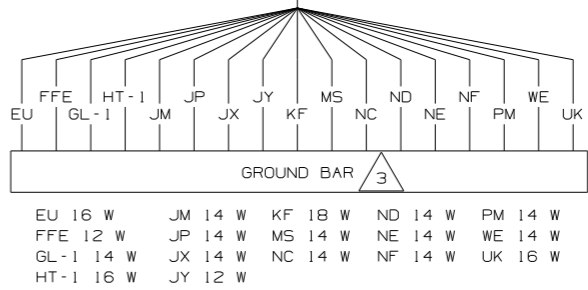 FFE HT-1 JP JY MS ND NF WE
EU GL-1 JM JX KF NC NE PM UK
GROUND BAR 3
EU 16 W JM 14 W KF 18 W ND 14 W PM 14 W
FFE 12 W JP 14 W MS 14 W NE 14 W WE 14 W
GL-1 14 W JX 14 W NC 14 W NF 14 W UK 16 W
HT-1 16 W JY 12 W